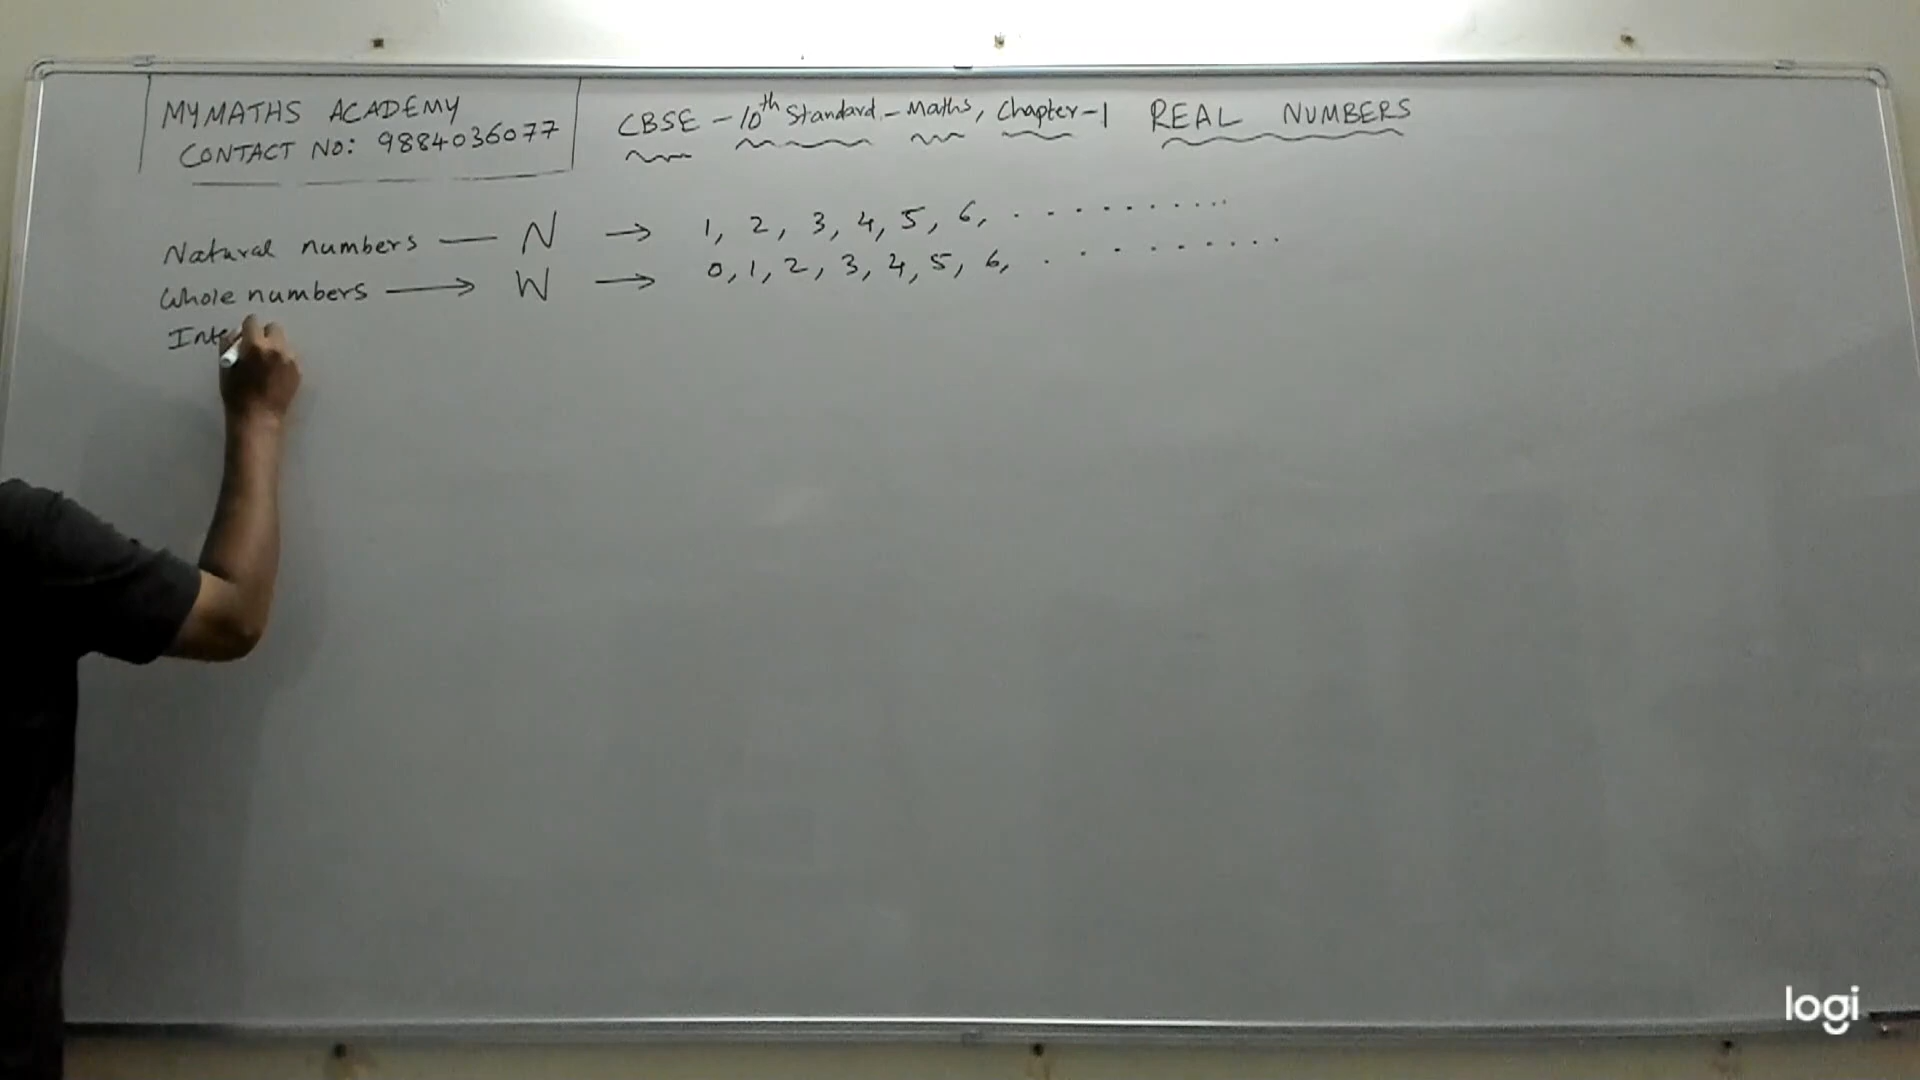 MYMATHS ACADEMY
CONTACT NO: 9884036077
CBSE - 10th Standard - Maths, Chapter-1 REAL NUMBERS
Natural numbers — N → 1, 2, 3, 4, 5, 6, . . . . . . . . . . .
Whole numbers → W → 0, 1, 2, 3, 4, 5, 6, . . . . . . . . .
Inte
logi